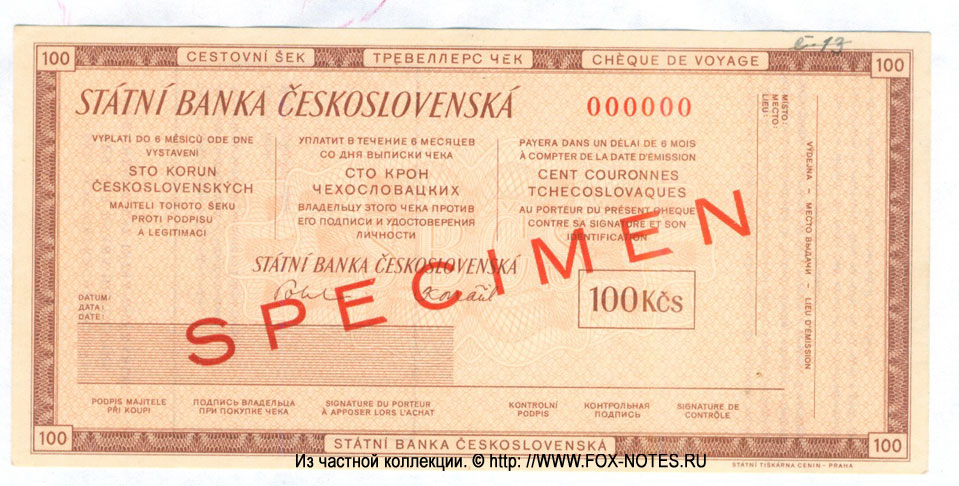 č-13
100
CESTOVNÍ ŠEK
ТРЕВЕЛЛЕРС ЧЕК
CHÈQUE DE VOYAGE
100
STÁTNÍ BANKA ČESKOSLOVENSKÁ
000000
VYPLATÍ DO 6 MĚSÍCŮ ODE DNE
VYSTAVENÍ
STO KORUN
ČESKOSLOVENSKÝCH
MAJITELI TOHOTO ŠEKU
PROTI PODPISU
A LEGITIMACI
УПЛАТИТ В ТЕЧЕНИЕ 6 МЕСЯЦЕВ
СО ДНЯ ВЫПИСКИ ЧЕКА
СТО КРОН
ЧЕХОСЛОВАЦКИХ
ВЛАДЕЛЬЦУ ЭТОГО ЧЕКА ПРОТИВ
ЕГО ПОДПИСИ И УДОСТОВЕРЕНИЯ
ЛИЧНОСТИ
PAYERA DANS UN DÉLAI DE 6 MOIS
À COMPTER DE LA DATE D'ÉMISSION
CENT COURONNES
TCHECOSLOVAQUES
AU PORTEUR DU PRÉSENT CHEQUE
CONTRE SA SIGNATURE ET SON
IDENTIFICATION
MÍSTO:
МЕСТО:
LIEU:
VÝDEJNA – МЕСТО ВЫДАЧИ – LIEU D'ÉMISSION
STÁTNÍ BANKA ČESKOSLOVENSKÁ
SPECIMEN
100 Kčs
DATUM:
ДАТА:
DATE:
PODPIS MAJITELE
PŘI KOUPI
ПОДПИСЬ ВЛАДЕЛЬЦА
ПРИ ПОКУПКЕ ЧЕКА
SIGNATURE DU PORTEUR
À APPOSER LORS L'ACHAT
KONTROLNÍ
PODPIS
КОНТРОЛЬНАЯ
ПОДПИСЬ
SIGNATURE DE
CONTRÔLE
100
STÁTNÍ BANKA ČESKOSLOVENSKÁ
100
Из частной коллекции. © http: //WWW.FOX-NOTES.RU
STÁTNÍ TISKÁRNA CENIN – PRAHA